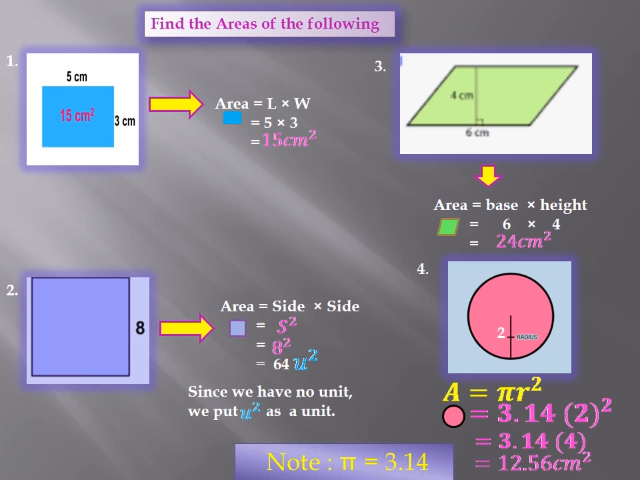 Find the Areas of the following
1.
5 cm
15 cm²
3 cm
Area = L × W
= 5 × 3
= 15cm²
2.
8
Area = Side × Side
= S²
= 8²
= 64 u²
Since we have no unit,
we put u² as a unit.
3.
4 cm
6 cm
Area = base × height
= 6 × 4
= 24cm²
4.
2
RADIUS
A = πr²
= 3.14 (2)²
= 3.14 (4)
= 12.56cm²
Note : π = 3.14